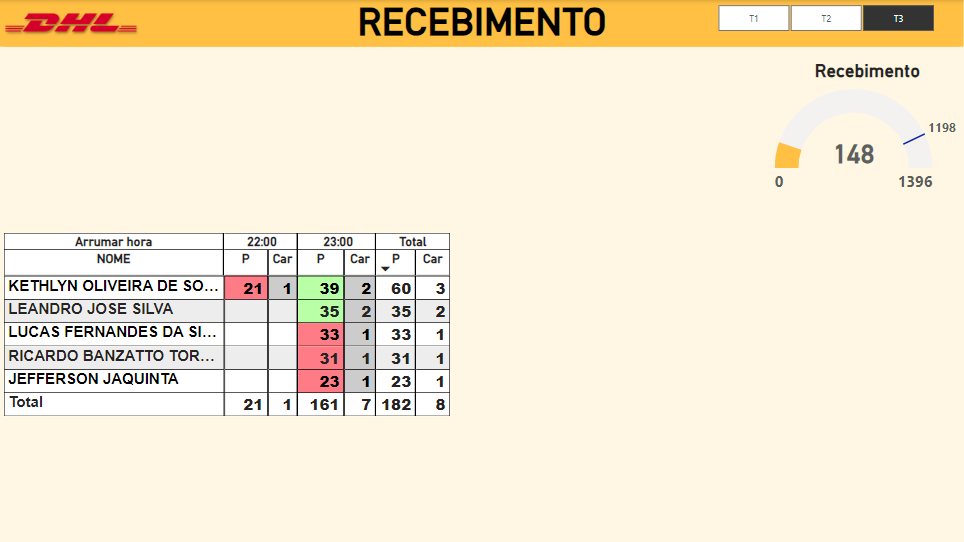 DHL RECEBIMENTO T1 T2 T3
Recebimento
1198
148
0 1396
Arrumar hora 22:00 23:00 Total
NOME P Car P Car P Car
KETHLYN OLIVEIRA DE SO... 21 1 39 2 60 3
LEANDRO JOSE SILVA 35 2 35 2
LUCAS FERNANDES DA SI... 33 1 33 1
RICARDO BANZATTO TOR... 31 1 31 1
JEFFERSON JAQUINTA 23 1 23 1
Total 21 1 161 7 182 8